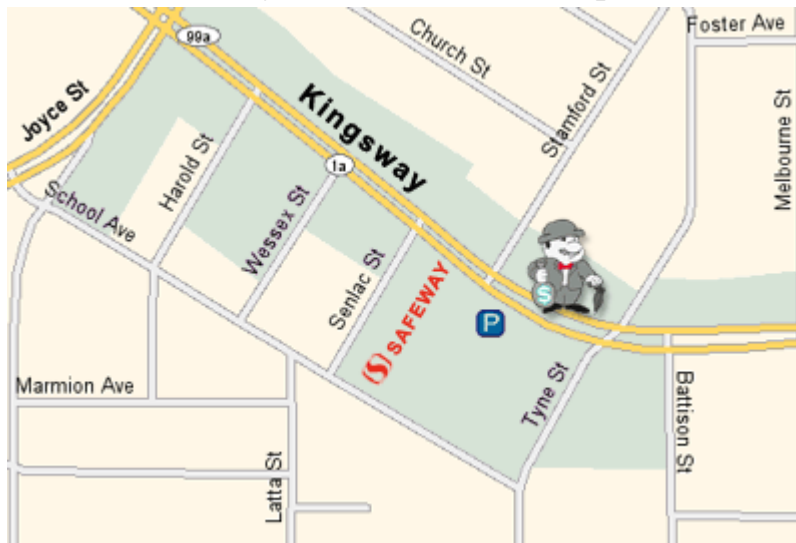 Foster Ave
99a
Church St
Stamford St
Joyce St
Kingsway
Melbourne St
Harold St
1a
School Ave
Wessex St
Senlac St
S
SAFEWAY
P
Marmion Ave
Tyne St
Battison St
Latta St